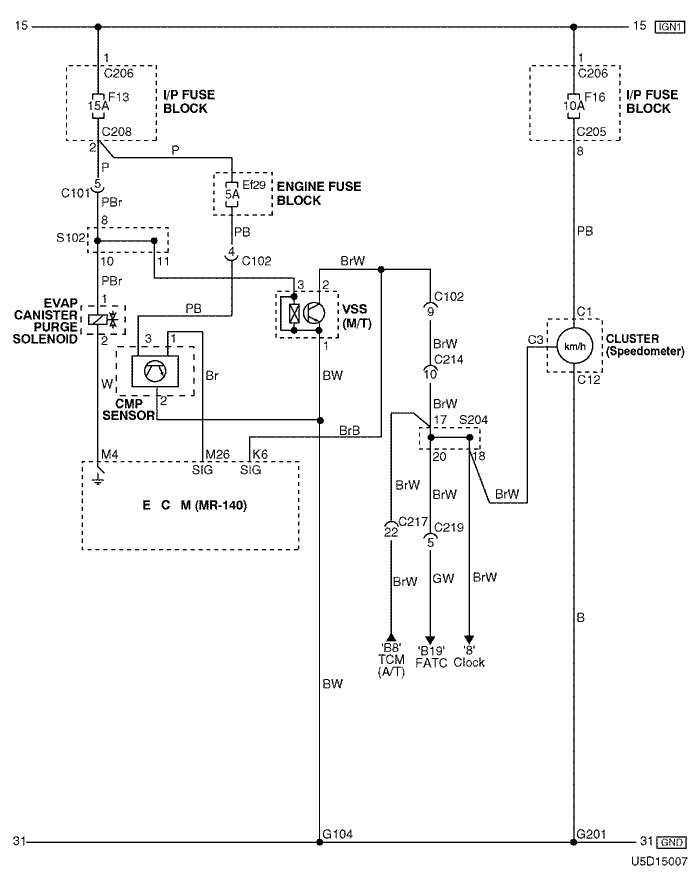 15
15 IGN1
1
C206
F13
15A
I/P FUSE
BLOCK
C208
2
P
P
5
C101
PBr
Ef29
5A
ENGINE FUSE
BLOCK
PB
4
C102
8
S102
10
11
PBr
EVAP
CANISTER
PURGE
SOLENOID
1
2
W
PB
3
1
2
CMP
SENSOR
Br
3
2
BrW
VSS
(M/T)
1
BW
BrB
M4
M26
SIG
K6
SIG
E C M (MR-140)
C102
9
BrW
C214
10
BrW
17
S204
20
18
BrW
BrW
BrW
C217
22
C219
5
BrW
GW
BrW
'B8'
TCM
(A/T)
'B19'
FATC
'8'
Clock
BW
1
C206
F16
10A
I/P FUSE
BLOCK
C205
8
PB
C1
C3
km/h
CLUSTER
(Speedometer)
C12
B
31
G104
G201
31 GND
U5D15007